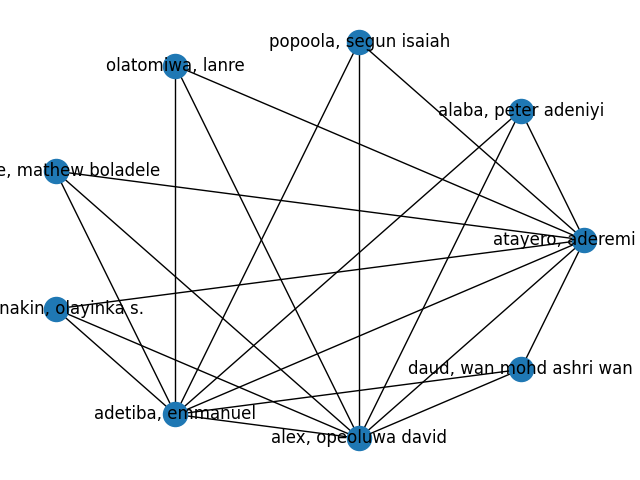 popoola, segun isaiah
olatomiwa, lanre
alaba, peter adeniyi
mathew boladele
atayero, aderemi
olayinka s.
daud, wan mohd ashri wan
adetiba, emmanuel
alex, opeoluwa david